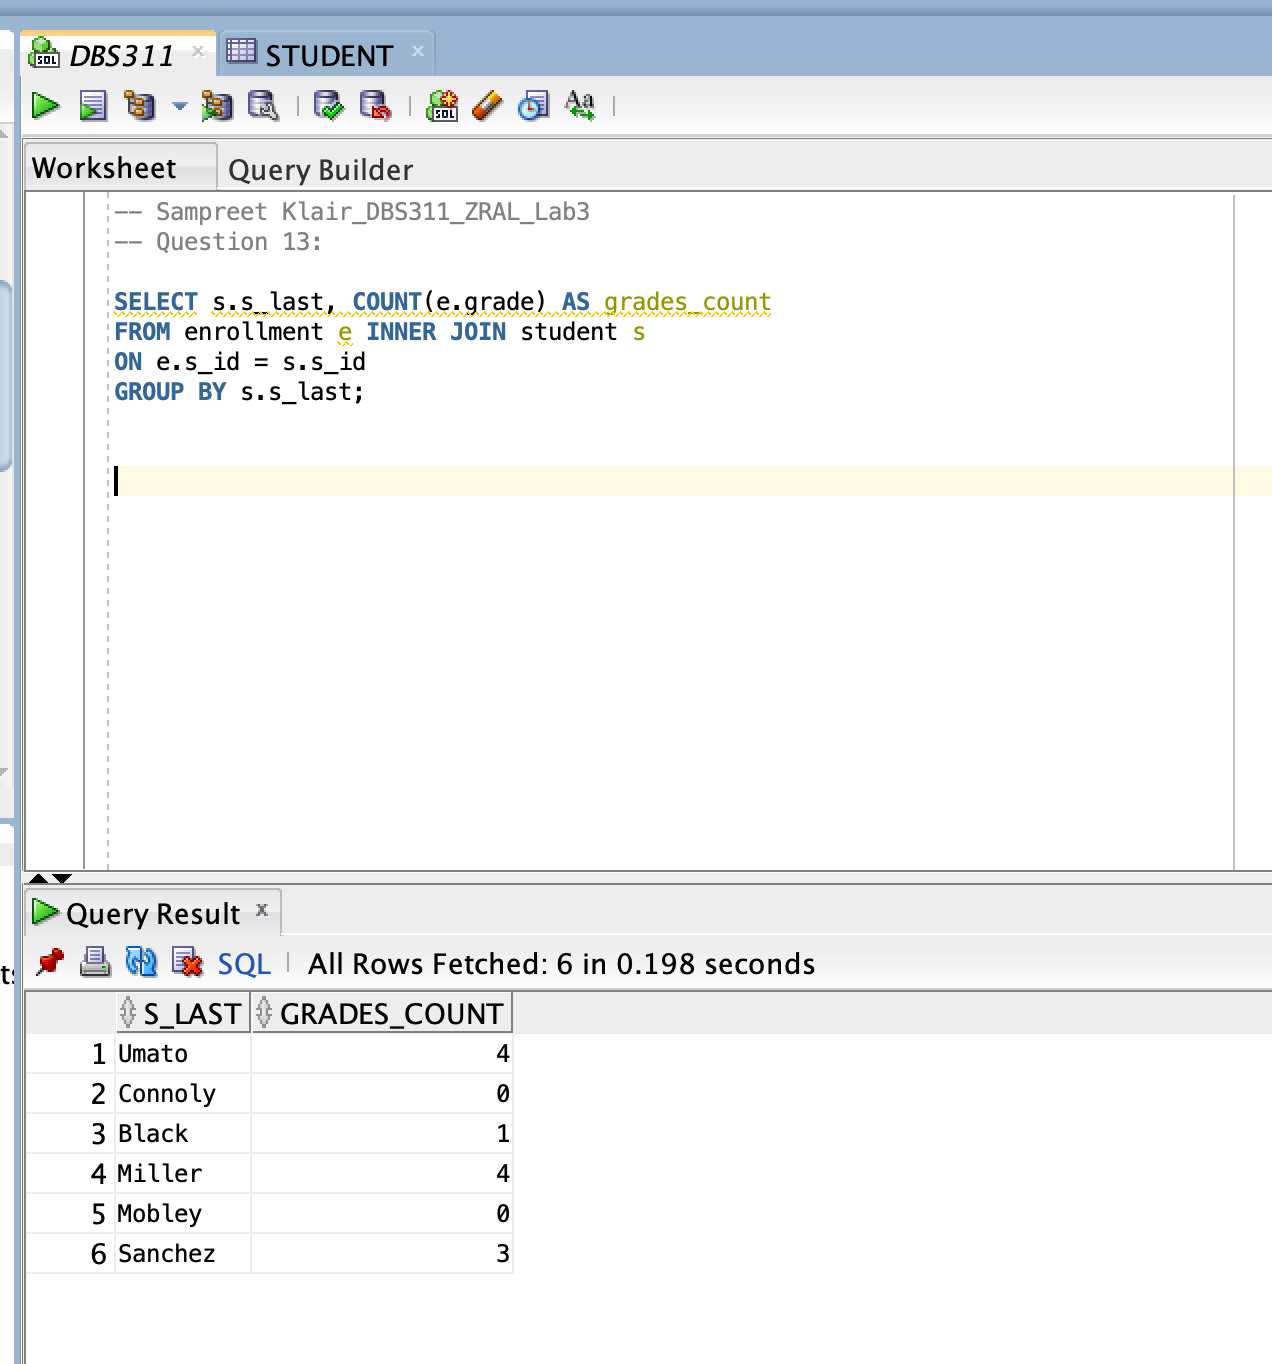 DBS311
STUDENT
Worksheet
Query Builder
-- Sampreet Klair_DBS311_ZRAL_Lab3
-- Question 13:
SELECT s.s_last, COUNT(e.grade) AS grades_count
FROM enrollment e INNER JOIN student s
ON e.s_id = s.s_id
GROUP BY s.s_last;
Query Result
SQL All Rows Fetched: 6 in 0.198 seconds
S_LAST GRADES_COUNT
1 Umato 4
2 Connoly 0
3 Black 1
4 Miller 4
5 Mobley 0
6 Sanchez 3